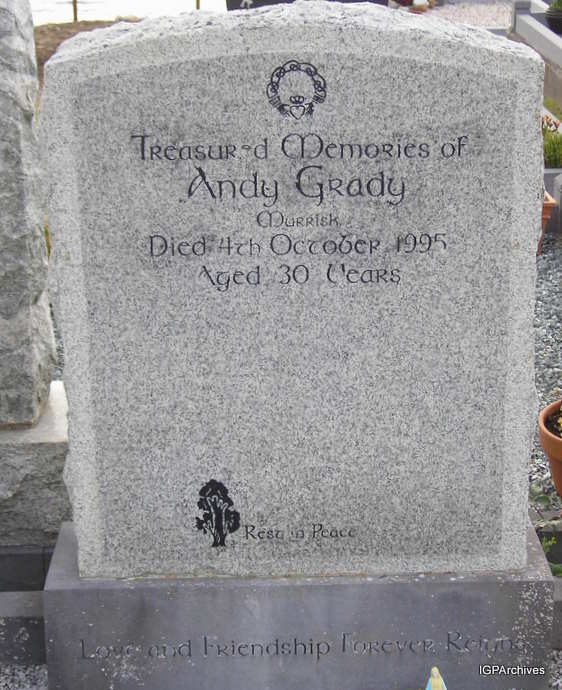 Treasured Memories of
Andy Grady
Murrisk
Died 4th October 1995
Aged 30 Years
Rest in Peace
Love and Friendship Forever Reigns
IGPArchives